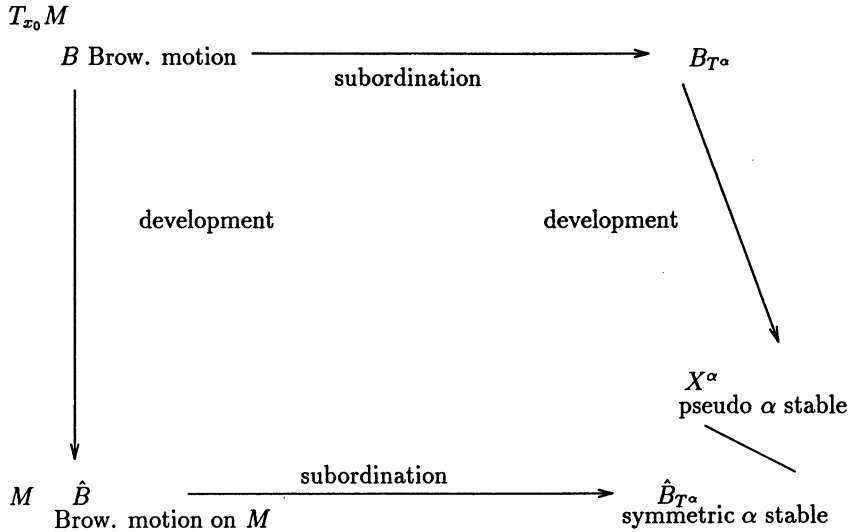 T_{x_0}M
B Brow. motion
subordination
B_{T^α}
development
development
X^α
pseudo α stable
subordination
M B̂
Brow. motion on M
B̂_{T^α}
symmetric α stable